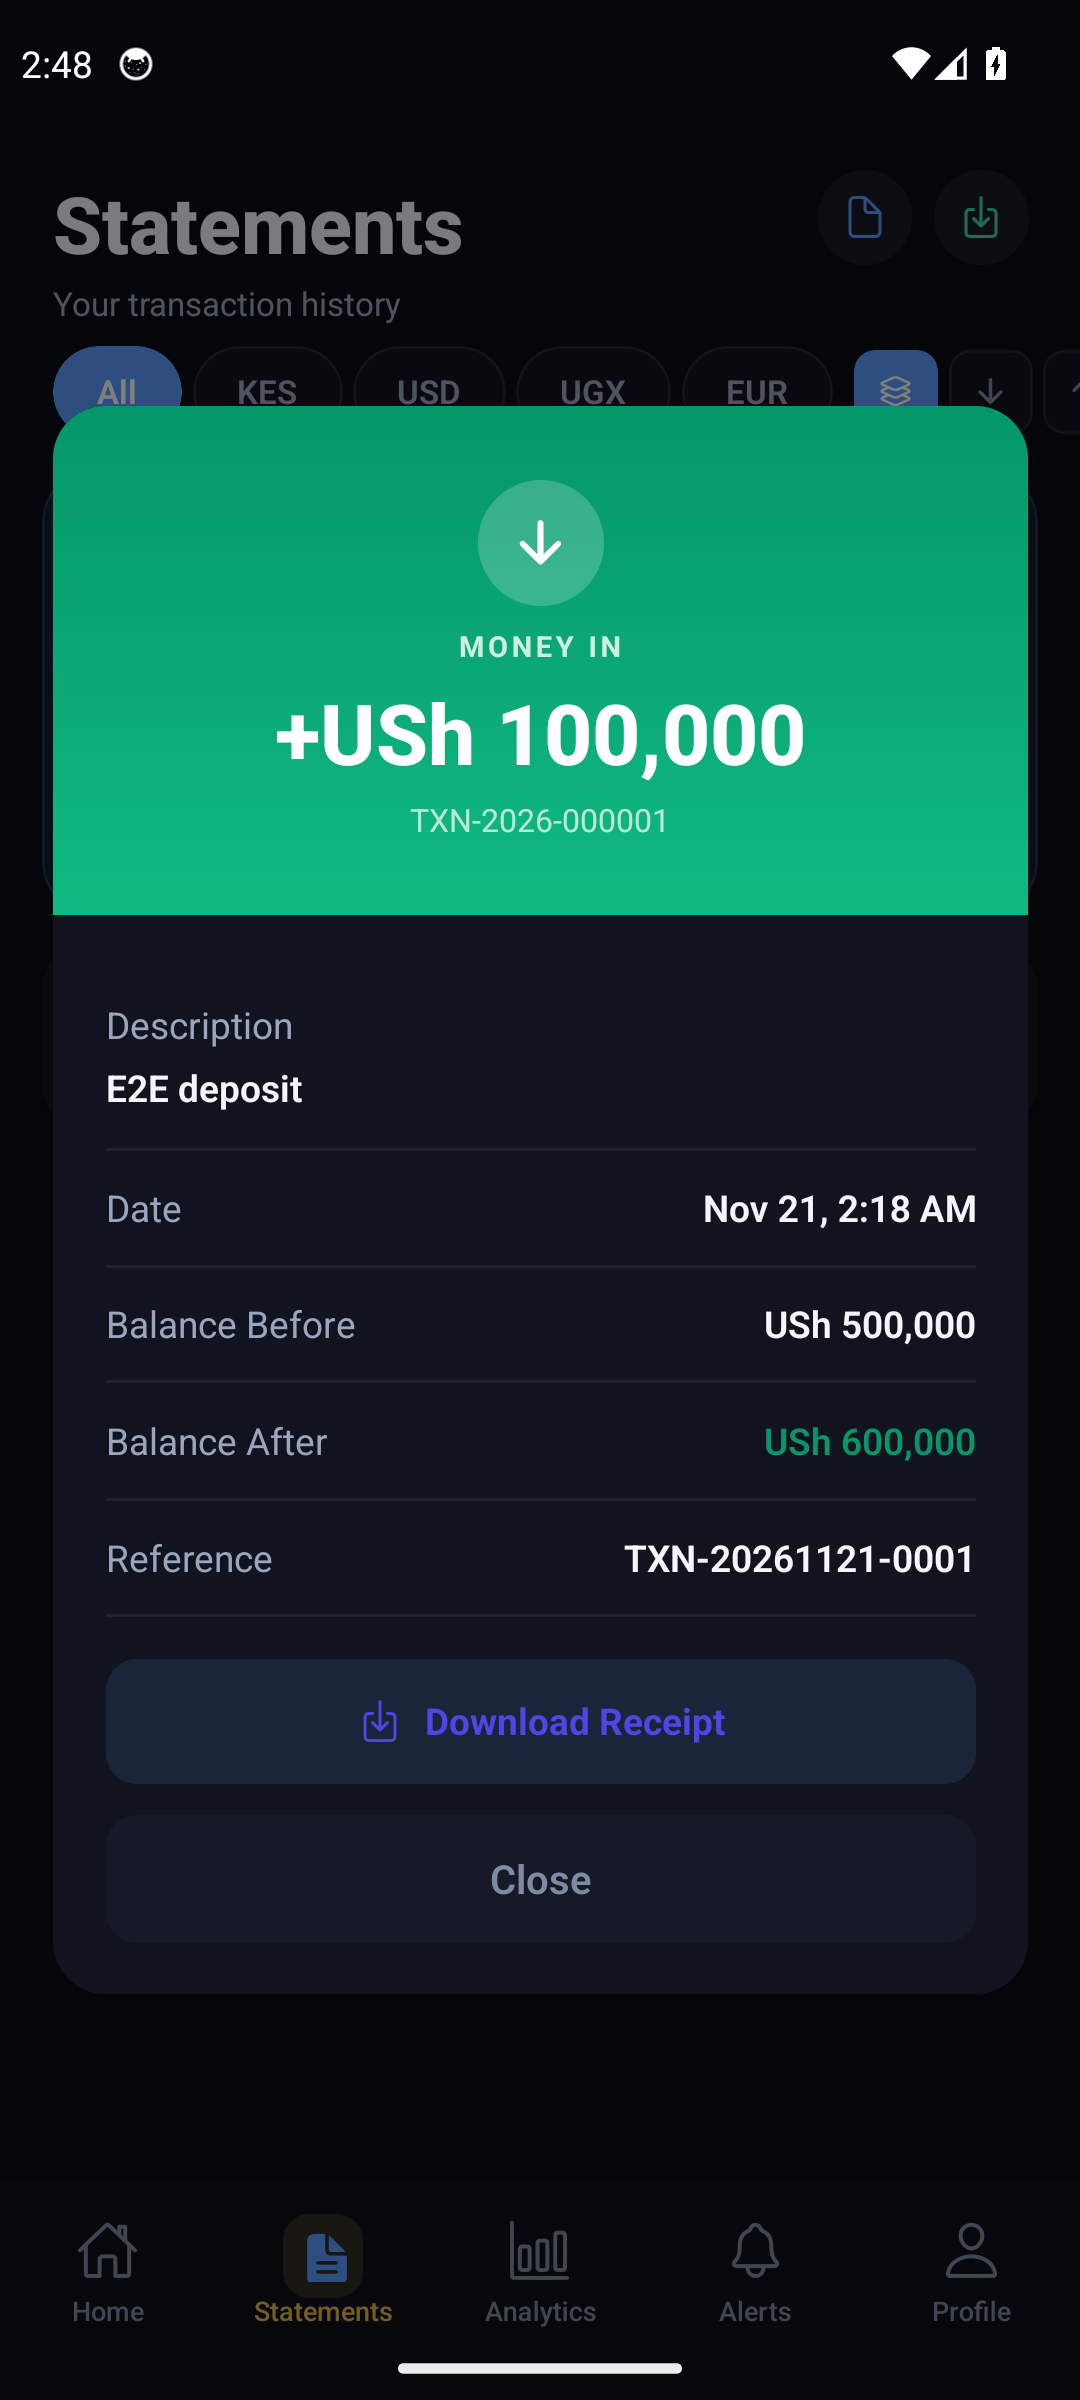 2:48
Statements
Your transaction history
All KES USD UGX EUR
MONEY IN
+USh 100,000
TXN-2026-000001
Description
E2E deposit
Date Nov 21, 2:18 AM
Balance Before USh 500,000
Balance After USh 600,000
Reference TXN-20261121-0001
Download Receipt
Close
Home Statements Analytics Alerts Profile